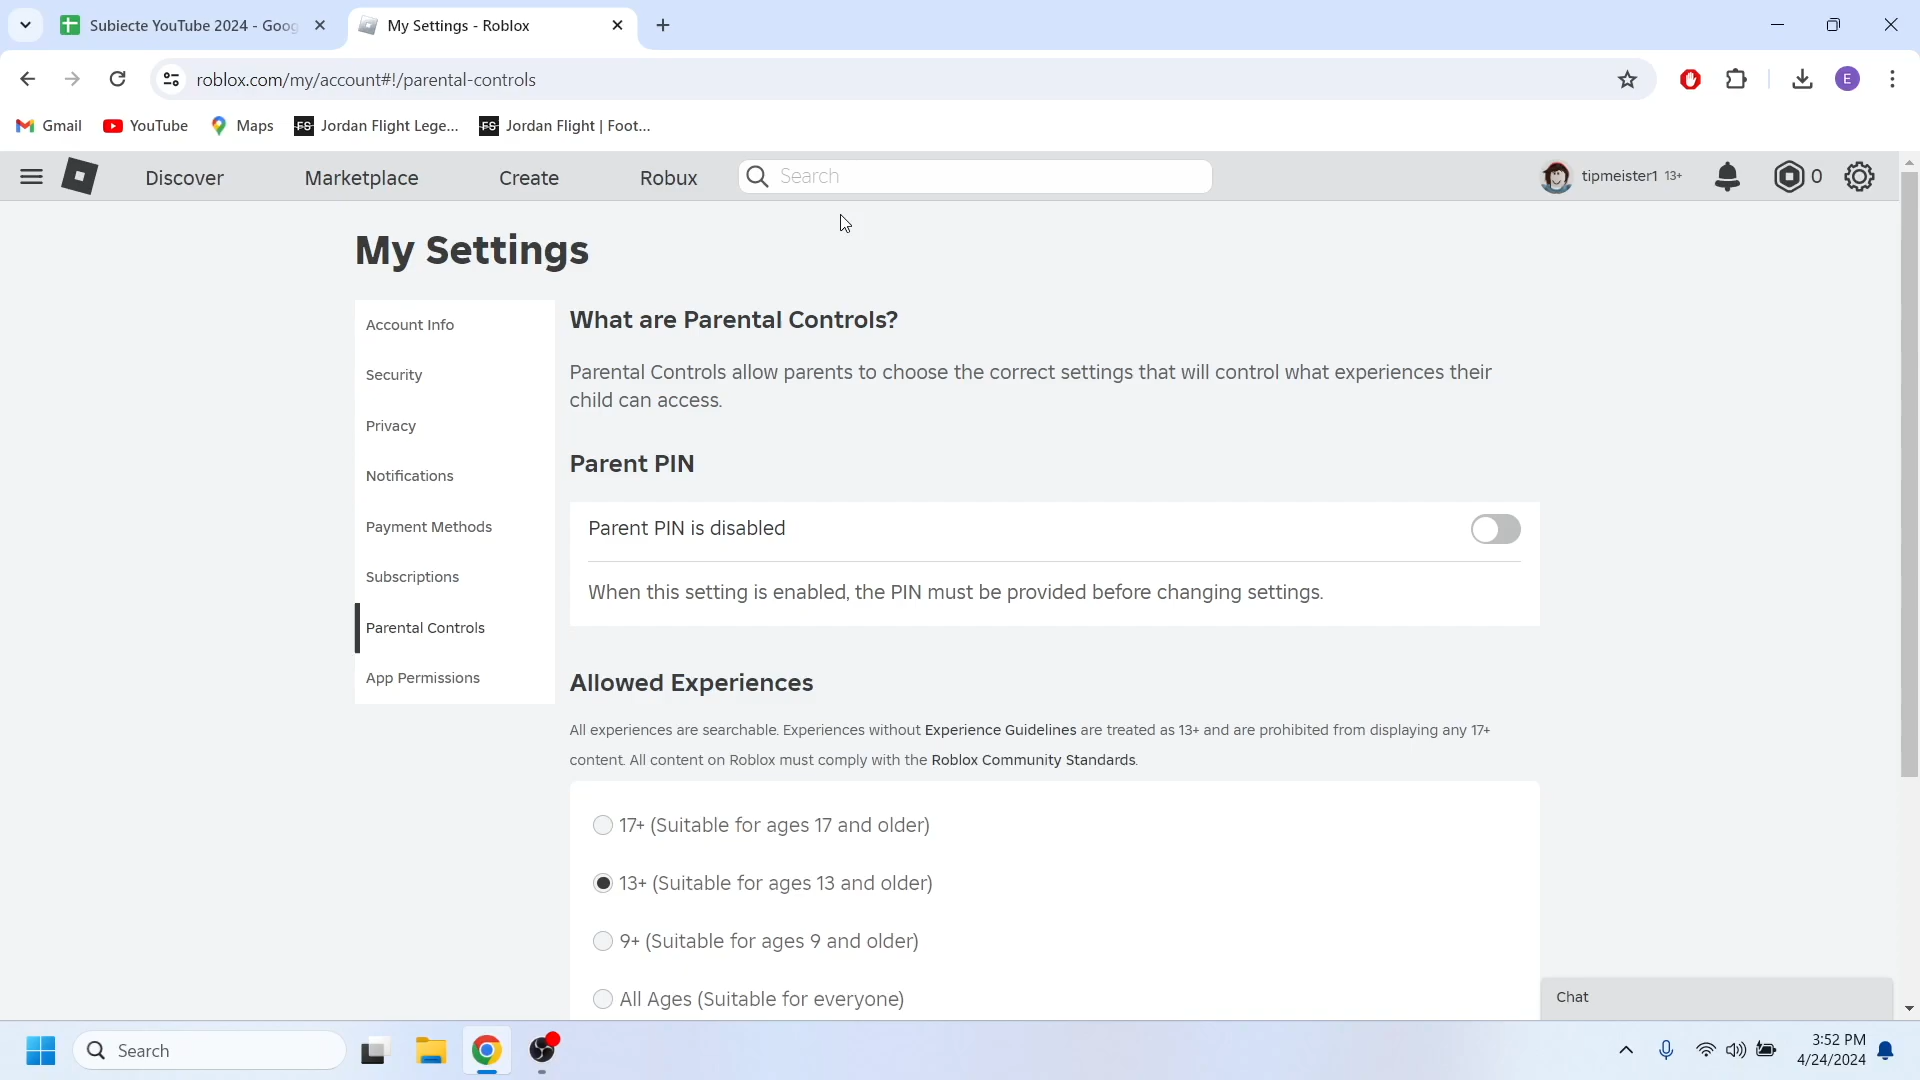 Subiecte YouTube 2024 - Goog
My Settings - Roblox
roblox.com/my/account#!/parental-controls
E
Gmail
YouTube
Maps
FS Jordan Flight Lege...
FS Jordan Flight | Foot...
Discover
Marketplace
Create
Robux
Search
tipmeister1 13+
0
My Settings
Account Info
Security
Privacy
Notifications
Payment Methods
Subscriptions
Parental Controls
App Permissions
What are Parental Controls?
Parental Controls allow parents to choose the correct settings that will control what experiences their
child can access.
Parent PIN
Parent PIN is disabled
When this setting is enabled, the PIN must be provided before changing settings.
Allowed Experiences
All experiences are searchable. Experiences without Experience Guidelines are treated as 13+ and are prohibited from displaying any 17+
content. All content on Roblox must comply with the Roblox Community Standards.
17+ (Suitable for ages 17 and older)
13+ (Suitable for ages 13 and older)
9+ (Suitable for ages 9 and older)
All Ages (Suitable for everyone)
Chat
Search
3:52 PM
4/24/2024